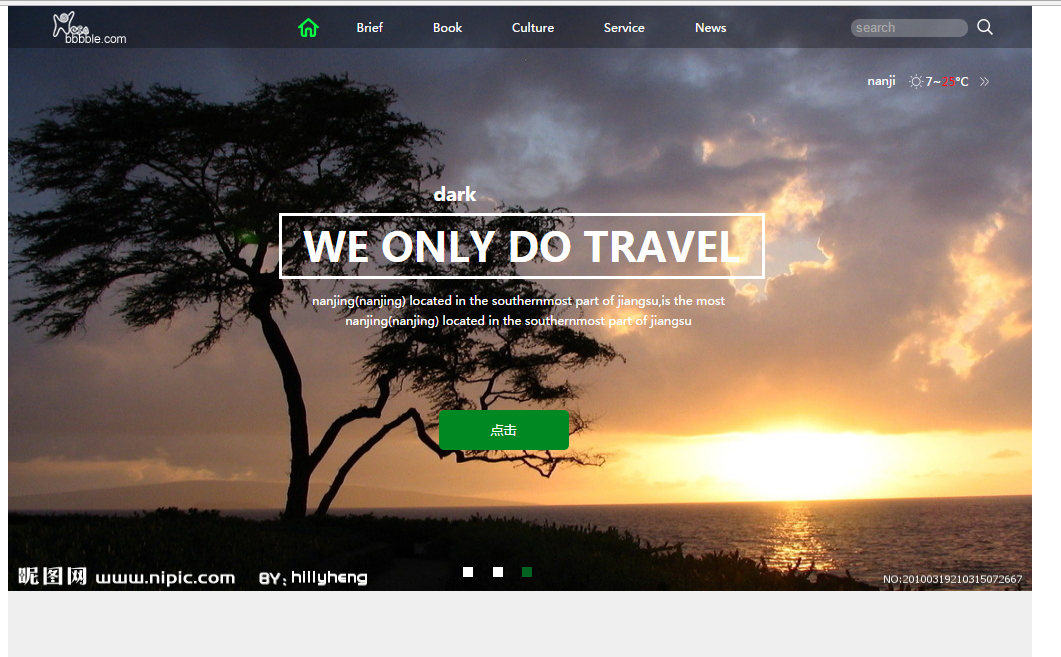 bbbble.com
Brief Book Culture Service News
search
nanji 7~25°C
dark
WE ONLY DO TRAVEL
nanjing(nanjing) located in the southernmost part of jiangsu,is the most
nanjing(nanjing) located in the southernmost part of jiangsu
点击
昵图网 www.nipic.com BY:hillyheng
NO:20100319210315072667